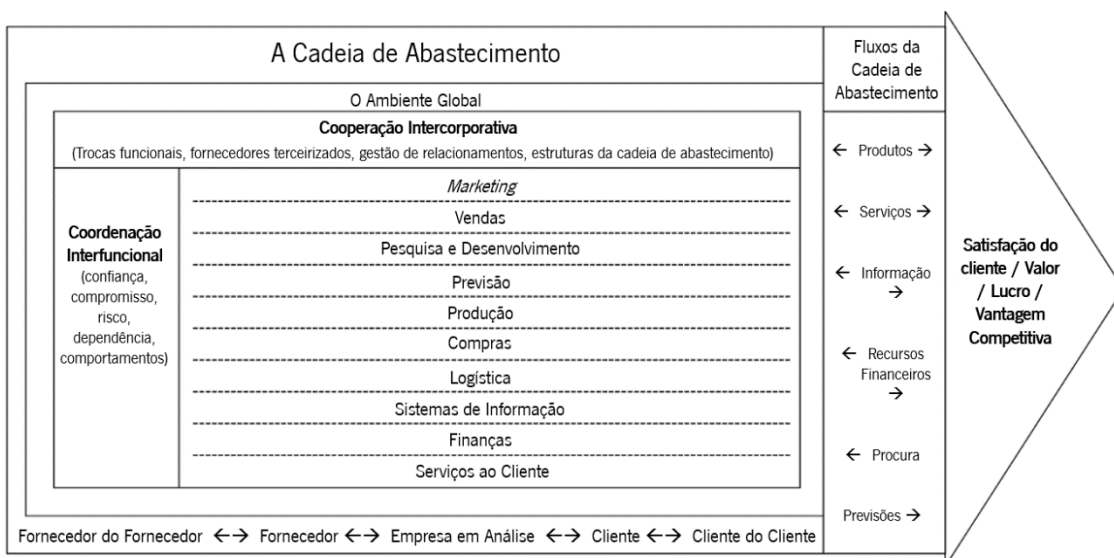 A Cadeia de Abastecimento
O Ambiente Global
Cooperação Intercorporativa
(Trocas funcionais, fornecedores terceirizados, gestão de relacionamentos, estruturas da cadeia de abastecimento)
Coordenação
Interfuncional
(confiança,
compromisso,
risco,
dependência,
comportamentos)
Marketing
Vendas
Pesquisa e Desenvolvimento
Previsão
Produção
Compras
Logística
Sistemas de Informação
Finanças
Serviços ao Cliente
Fornecedor do Fornecedor ←→ Fornecedor ←→ Empresa em Análise ←→ Cliente ←→ Cliente do Cliente
Fluxos da
Cadeia de
Abastecimento
← Produtos →
← Serviços →
← Informação
→
← Recursos
Financeiros
→
← Procura
Previsões →
Satisfação do
cliente / Valor
/ Lucro /
Vantagem
Competitiva